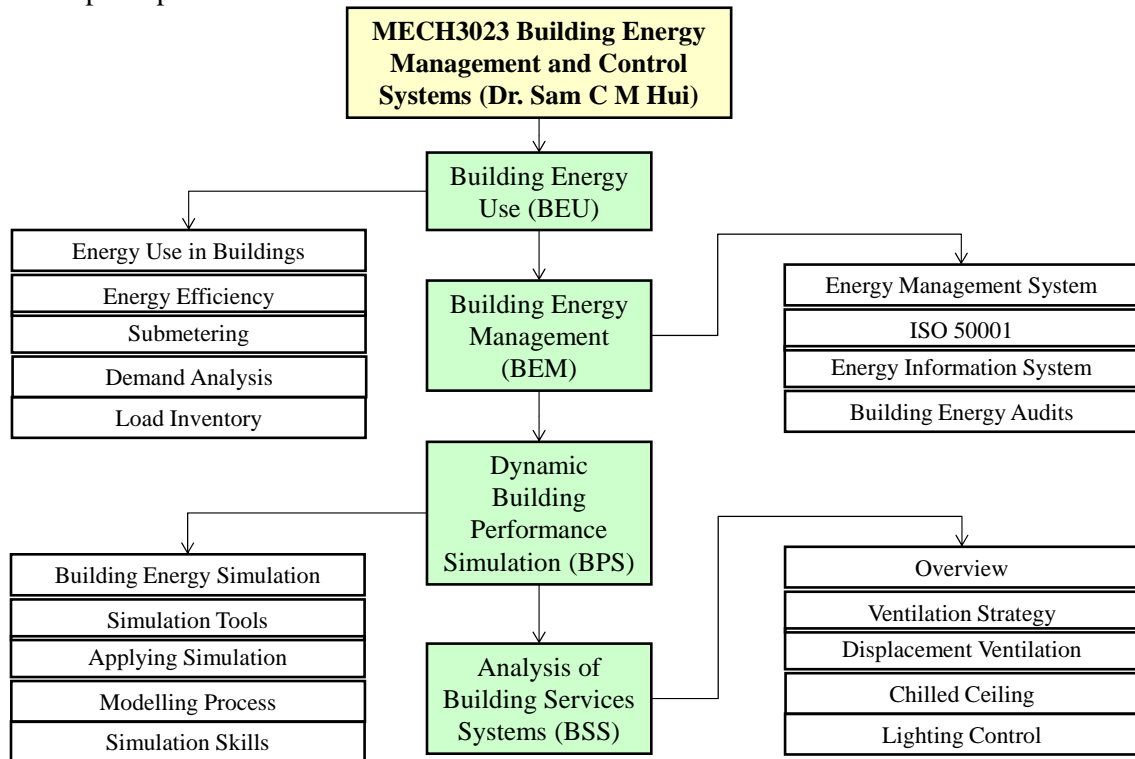 MECH3023 Building Energy
Management and Control
Systems (Dr. Sam C M Hui)
Building Energy
Use (BEU)
Energy Use in Buildings
Energy Efficiency
Submetering
Demand Analysis
Load Inventory
Building Energy
Management
(BEM)
Energy Management System
ISO 50001
Energy Information System
Building Energy Audits
Dynamic
Building
Performance
Simulation (BPS)
Building Energy Simulation
Simulation Tools
Applying Simulation
Modelling Process
Simulation Skills
Analysis of
Building Services
Systems (BSS)
Overview
Ventilation Strategy
Displacement Ventilation
Chilled Ceiling
Lighting Control